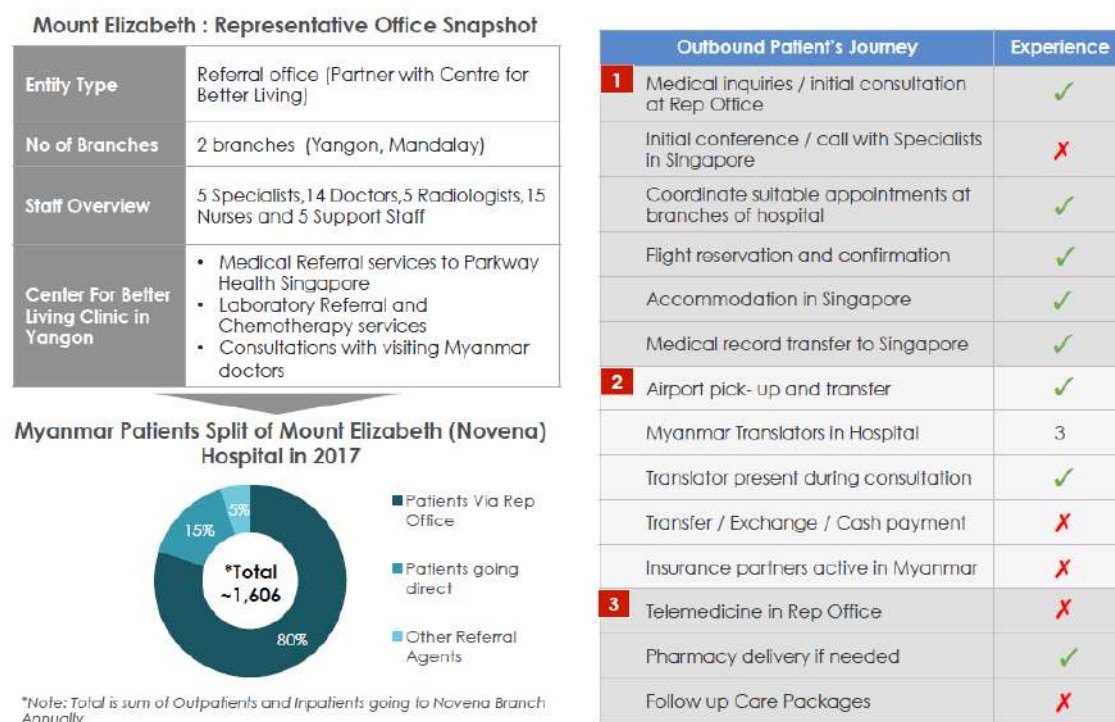 Mount Elizabeth : Representative Office Snapshot
Entity Type
Referral office (Partner with Centre for
Better Living)
No of Branches
2 branches (Yangon, Mandalay)
Staff Overview
5 Specialists,14 Doctors,5 Radiologists,15
Nurses and 5 Support Staff
Center For Better
Living Clinic in
Yangon
• Medical Referral services to Parkway
Health Singapore
• Laboratory Referral and
Chemotherapy services
• Consultations with visiting Myanmar
doctors
Myanmar Patients Split of Mount Elizabeth (Novena)
Hospital in 2017
5%
15%
80%
*Total
~1,606
Patients Via Rep
Office
Patients going
direct
Other Referral
Agents
*Note: Total is sum of Outpatients and Inpatients going to Novena Branch
Annually
Outbound Patient's Journey Experience
1 Medical inquiries / initial consultation
at Rep Office ✓
Initial conference / call with Specialists
in Singapore ✗
Coordinate suitable appointments at
branches of hospital ✓
Flight reservation and confirmation ✓
Accommodation in Singapore ✓
Medical record transfer to Singapore ✓
2 Airport pick- up and transfer ✓
Myanmar Translators in Hospital 3
Translator present during consultation ✓
Transfer / Exchange / Cash payment ✗
Insurance partners active in Myanmar ✗
3 Telemedicine in Rep Office ✗
Pharmacy delivery if needed ✓
Follow up Care Packages ✗